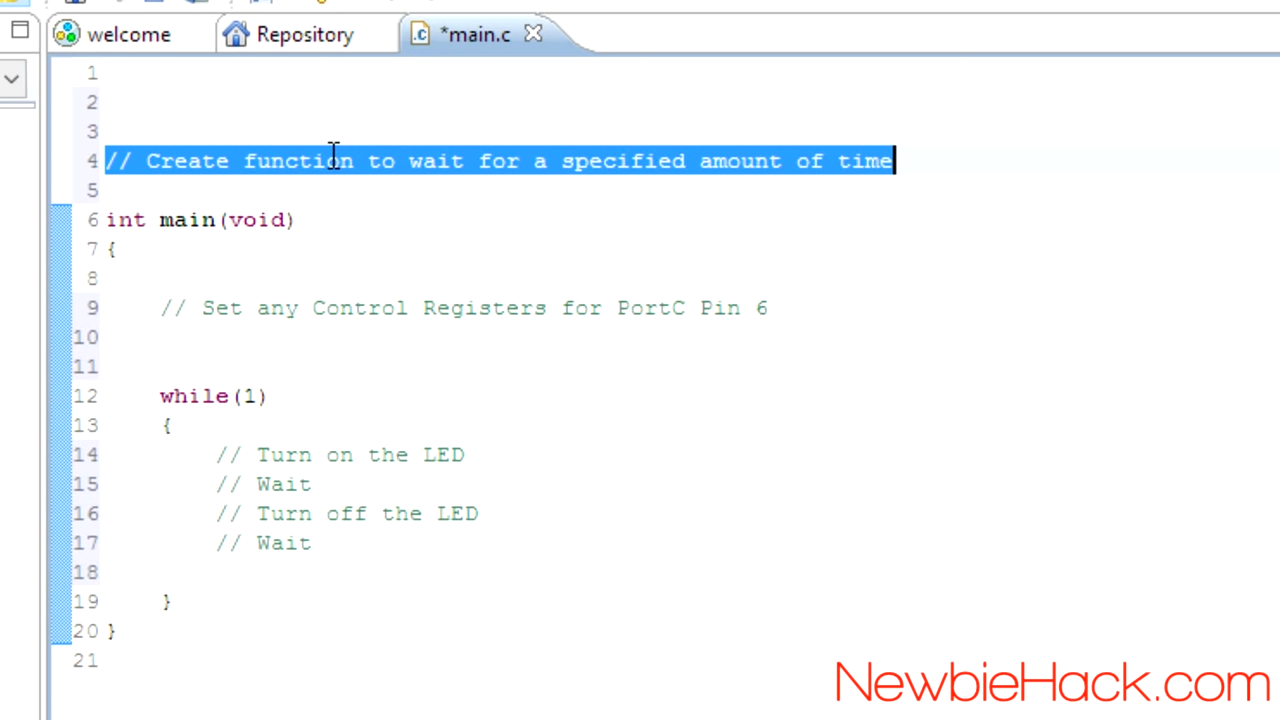 welcome Repository *main.c
1
2
3
4 // Create function to wait for a specified amount of time
5
6 int main(void)
7 {
8
9 // Set any Control Registers for PortC Pin 6
10
11
12 while(1)
13 {
14 // Turn on the LED
15 // Wait
16 // Turn off the LED
17 // Wait
18
19 }
20 }
21
NewbieHack.com